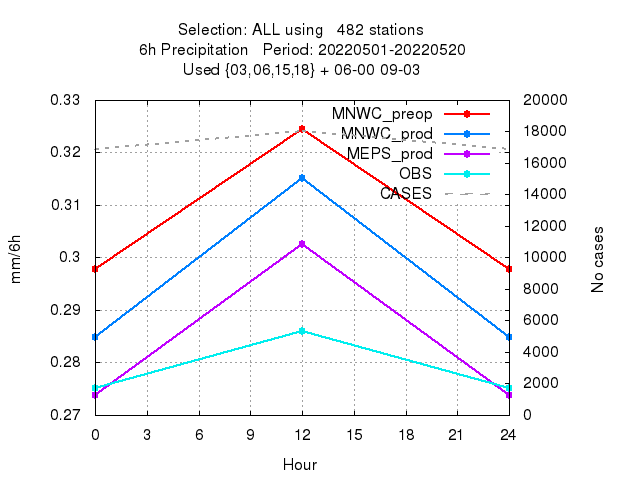 Selection: ALL using   482 stations
6h Precipitation   Period: 20220501-20220520
Used {03,06,15,18} + 06-00 09-03
0.33
0.32
0.31
0.3
0.29
0.28
0.27
mm/6h
20000
18000
16000
14000
12000
10000
8000
6000
4000
2000
0
No cases
MNWC_preop
MNWC_prod
MEPS_prod
OBS
CASES
0 3 6 9 12 15 18 21 24
Hour